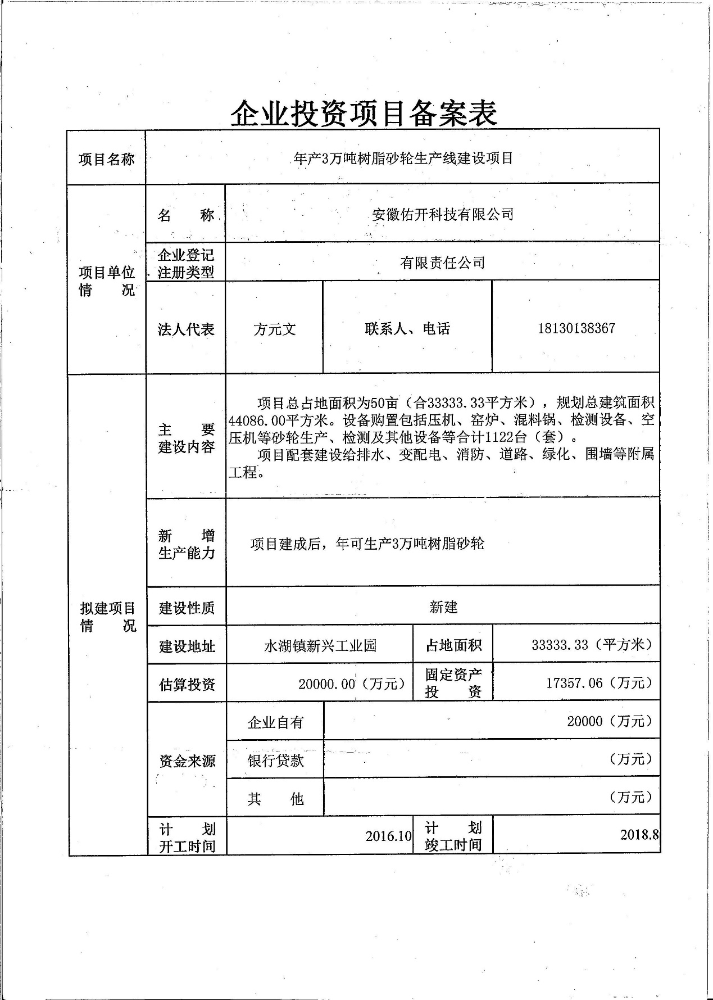 企业投资项目备案表
项目名称
年产3万吨树脂砂轮生产线建设项目
项目单位
情 况
名 称
安徽佑开科技有限公司
企业登记
注册类型
有限责任公司
法人代表
方元文
联系人、电话
18130138367
拟建项目
情 况
主 要
建设内容
项目总占地面积为50亩（合33333.33平方米），规划总建筑面积
44086.00平方米。设备购置包括压机、窑炉、混料锅、检测设备、空
压机等砂轮生产、检测及其他设备等合计1122台（套）。
项目配套建设给排水、变配电、消防、道路、绿化、围墙等附属
工程。
新 增
生产能力
项目建成后，年可生产3万吨树脂砂轮
建设性质
新建
建设地址
水湖镇新兴工业园
占地面积
33333.33（平方米）
估算投资
20000.00（万元）
固定资产
投 资
17357.06（万元）
资金来源
企业自有
20000（万元）
银行贷款
（万元）
其 他
（万元）
计 划
开工时间
2016.10
计 划
竣工时间
2018.8